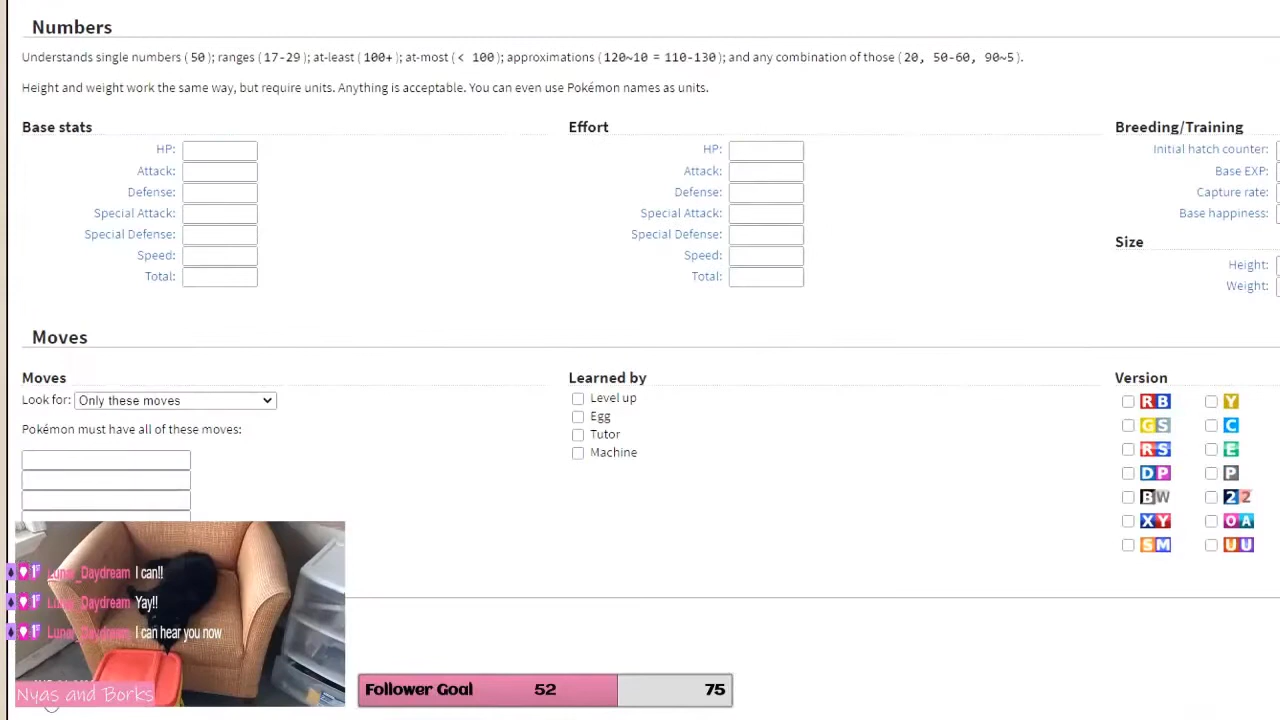 Numbers
Understands single numbers ( 50 ); ranges ( 17-29 ); at-least ( 100+ ); at-most ( < 100 ); approximations ( 120~10 = 110-130 ); and any combination of those ( 20, 50-60, 90~5 ).
Height and weight work the same way, but require units. Anything is acceptable. You can even use Pokémon names as units.
Base stats
HP:
Attack:
Defense:
Special Attack:
Special Defense:
Speed:
Total:
Effort
HP:
Attack:
Defense:
Special Attack:
Special Defense:
Speed:
Total:
Breeding/Training
Initial hatch counter:
Base EXP:
Capture rate:
Base happiness:
Size
Height:
Weight:
Moves
Moves
Look for: Only these moves
Pokémon must have all of these moves:
Learned by
Level up
Egg
Tutor
Machine
Version
RB Y
GS C
RS E
DP P
BW 22
XY OA
SM UU
Lunar_Daydream I can!!
Lunar_Daydream Yay!!
Lunar_Daydream I can hear you now
Nyas and Borks
Follower Goal 52 75